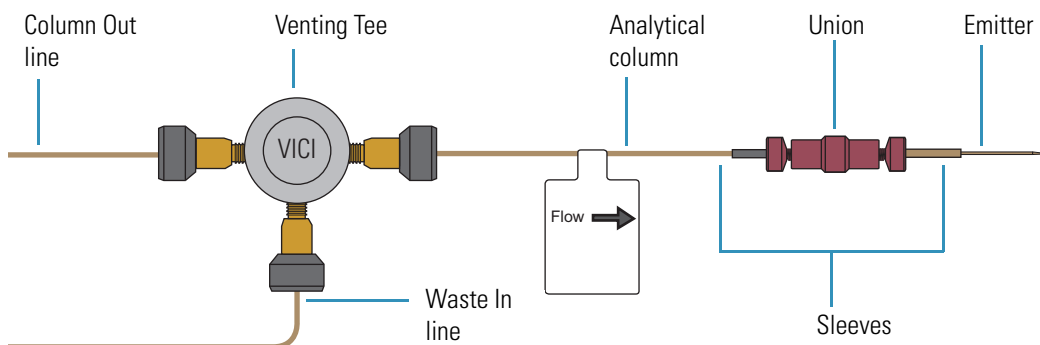 Column Out
line
Venting Tee
Analytical
column
Union
Emitter
VICI
Flow
Waste In
line
Sleeves